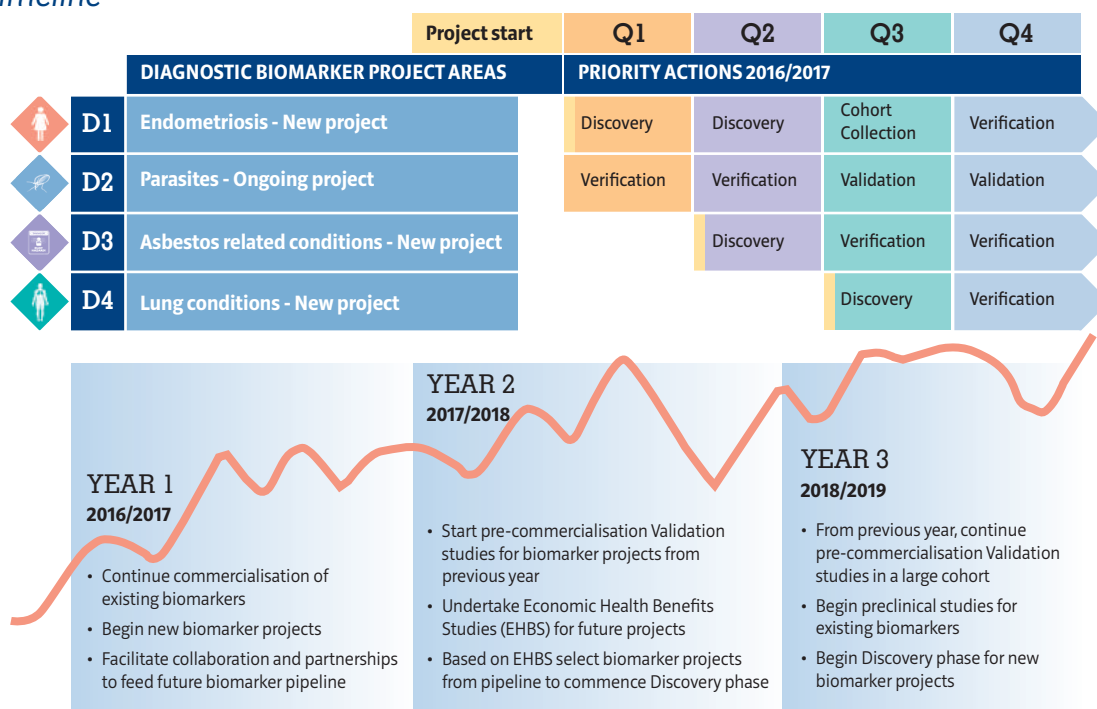 Project start Q1 Q2 Q3 Q4
DIAGNOSTIC BIOMARKER PROJECT AREAS PRIORITY ACTIONS 2016/2017
D1 Endometriosis - New project Discovery Discovery Cohort Collection Verification
D2 Parasites - Ongoing project Verification Verification Validation Validation
D3 Asbestos related conditions - New project Discovery Verification Verification
D4 Lung conditions - New project Discovery Verification
YEAR 1
2016/2017
• Continue commercialisation of
existing biomarkers
• Begin new biomarker projects
• Facilitate collaboration and partnerships
to feed future biomarker pipeline
YEAR 2
2017/2018
• Start pre-commercialisation Validation
studies for biomarker projects from
previous year
• Undertake Economic Health Benefits
Studies (EHBS) for future projects
• Based on EHBS select biomarker projects
from pipeline to commence Discovery phase
YEAR 3
2018/2019
• From previous year, continue
pre-commercialisation Validation
studies in a large cohort
• Begin preclinical studies for
existing biomarkers
• Begin Discovery phase for new
biomarker projects